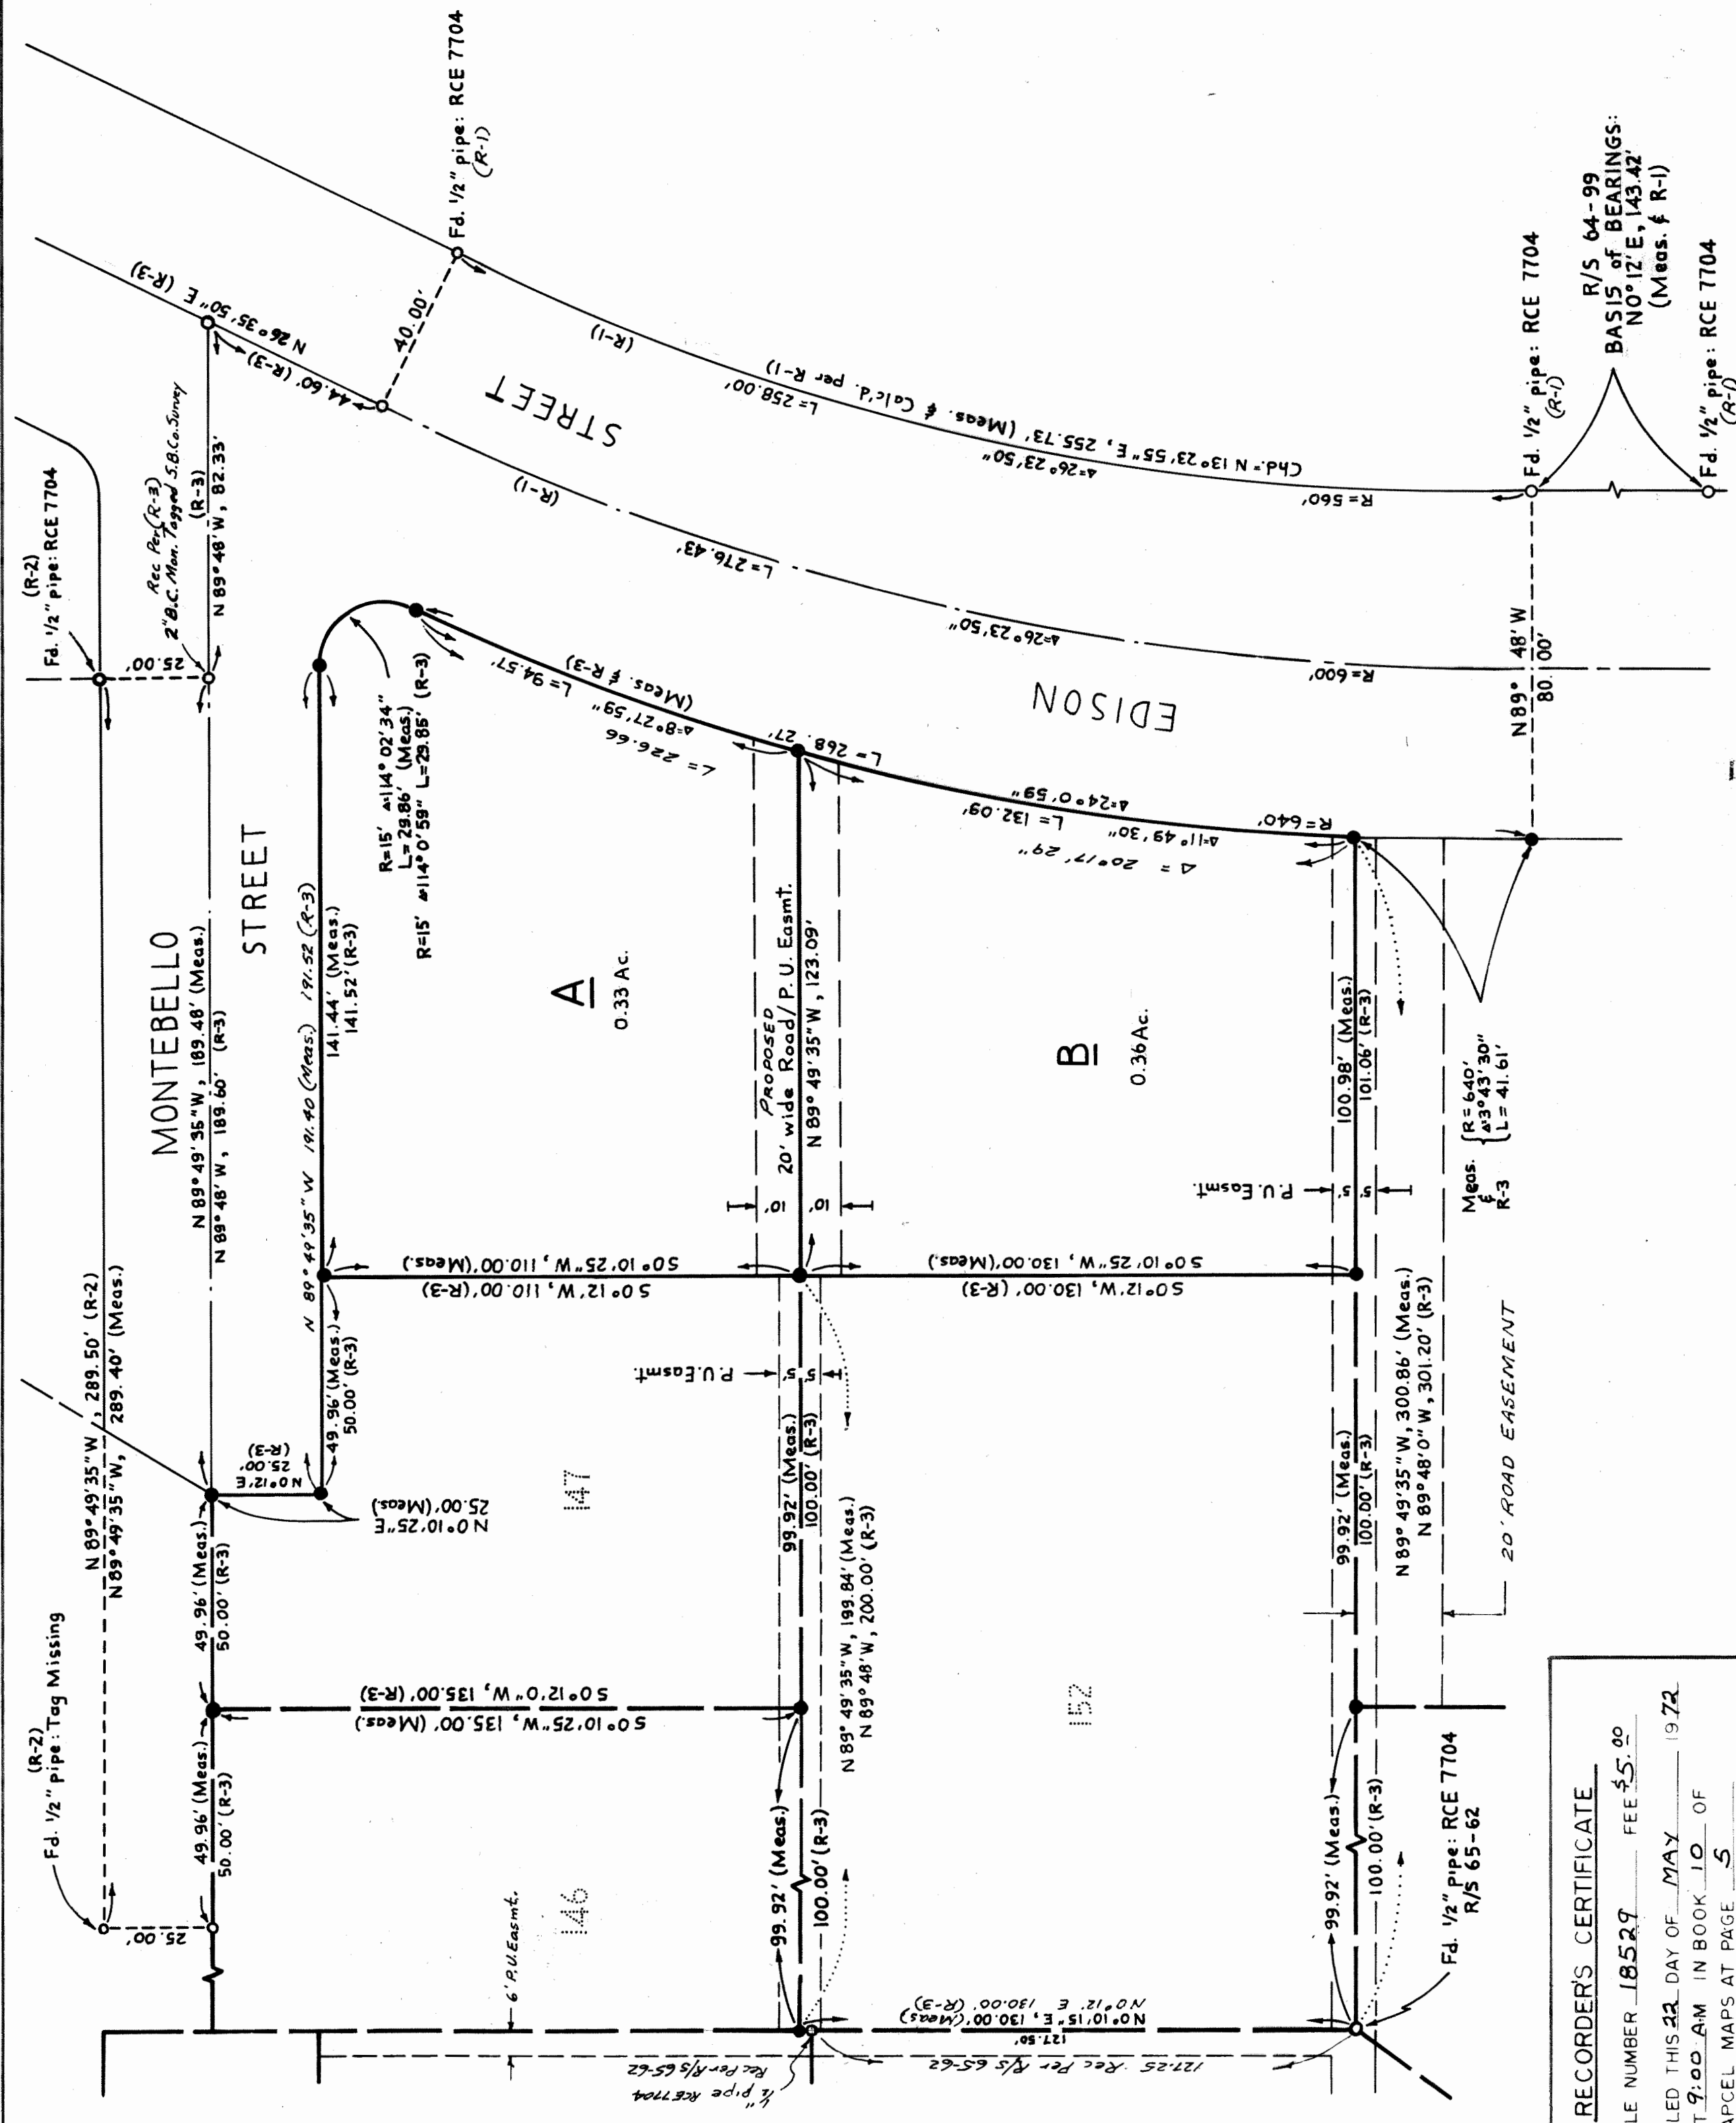 (R-2)
Fd. 1/2" pipe: Tag Missing
25.00'
N 89° 49' 35" W, 289.50' (R-2)
N 89° 49' 35" W, 289.40' (Meas.)
(R-2)
Fd. 1/2" pipe: RCE 7704
25.00'
Rec Per (R-3)
2" B.C. Mon. Tagged S.B.Co. Survey
(R-3)
N 89° 48' W, 82.33'
N 26° 35' 50" E (R-3)
44.60' (R-3)
40.00'
Fd. 1/2" pipe: RCE 7704
(R-1)
MONTEBELLO
STREET
N 89° 49' 35" W, 189.48' (Meas.)
N 89° 48' W, 189.60' (R-3)
N 89° 49' 35" W 191.40 (Meas.) 191.52 (R-3)
141.44' (Meas.)
141.52' (R-3)
49.96' (Meas.)
50.00' (R-3)
49.96' (Meas.)
50.00' (R-3)
49.96' (Meas.)
50.00' (R-3)
N 0° 12' E
25.00'
(R-3)
N 0° 10' 25" E
25.00' (Meas.)
R=15' Δ=114° 02' 34"
L=29.86' (Meas.)
R=15' Δ=114° 0' 59" L=29.85' (R-3)
A
0.33 Ac.
B
0.36 Ac.
146
147
152
6' P.U. Easmt.
S 0° 12' 0" W, 135.00' (R-3)
S 0° 10' 25" W, 135.00' (Meas.)
S 0° 10' 25" W, 110.00' (Meas.)
S 0° 12' W, 110.00' (R-3)
S 0° 10' 25" W, 130.00' (Meas.)
S 0° 12' W, 130.00' (R-3)
PROPOSED
20' wide Road/P. U. Easmt.
N 89° 49' 35" W, 123.09'
10'
10'
P.U. Easmt.
5'
5'
99.92' (Meas.)
100.00' (R-3)
99.92' (Meas.)
100.00' (R-3)
N 89° 49' 35" W, 199.84' (Meas.)
N 89° 48' W, 200.00' (R-3)
P.U. Easmt.
5'
5'
100.98' (Meas.)
101.06' (R-3)
99.92' (Meas.)
100.00' (R-3)
99.92' (Meas.)
100.00' (R-3)
N 89° 49' 35" W, 300.86' (Meas.)
N 89° 48' 0" W, 301.20' (R-3)
20' ROAD EASEMENT
Meas.
&
R-3
R=640'
Δ=3° 43' 30"
L=41.61'
EDISON
STREET
(R-1)
L=258.00'
Chd.= N 13° 23' 55" E, 255.73' (Meas. & Calc'd. per R-1)
Δ=26° 23' 50"
R=560'
(R-1)
L=276.43'
Δ=26° 23' 50"
R=600'
(Meas. & R-3)
L=94.57'
Δ=8° 27' 59"
L= 226.66
L= 268.27'
Δ=24° 0' 59"
L=132.09'
Δ=11° 49' 30"
Δ = 20° 17' 29"
R=640'
N 89° 48' W
80.00'
Fd. 1/2" pipe: RCE 7704
(R-1)
R/S 64-99
BASIS of BEARINGS:
N 0° 12' E, 143.42'
(Meas. & R-1)
Fd. 1/2" pipe: RCE 7704
(R-1)
N 0° 12' E 130.00' (R-3)
N 0° 10' 15" E, 130.00' (Meas)
127.50'
127.25 Rec Per R/S 65-62
Rec Per R/S 65-62
1/2" pipe RCE7704
Fd. 1/2" pipe: RCE 7704
R/S 65-62
RECORDER'S CERTIFICATE
LE NUMBER 18529 FEE $5.00
LED THIS 22 DAY OF MAY 1972
T 9:00 A.M IN BOOK 10 OF
ARCEL MAPS AT PAGE 5